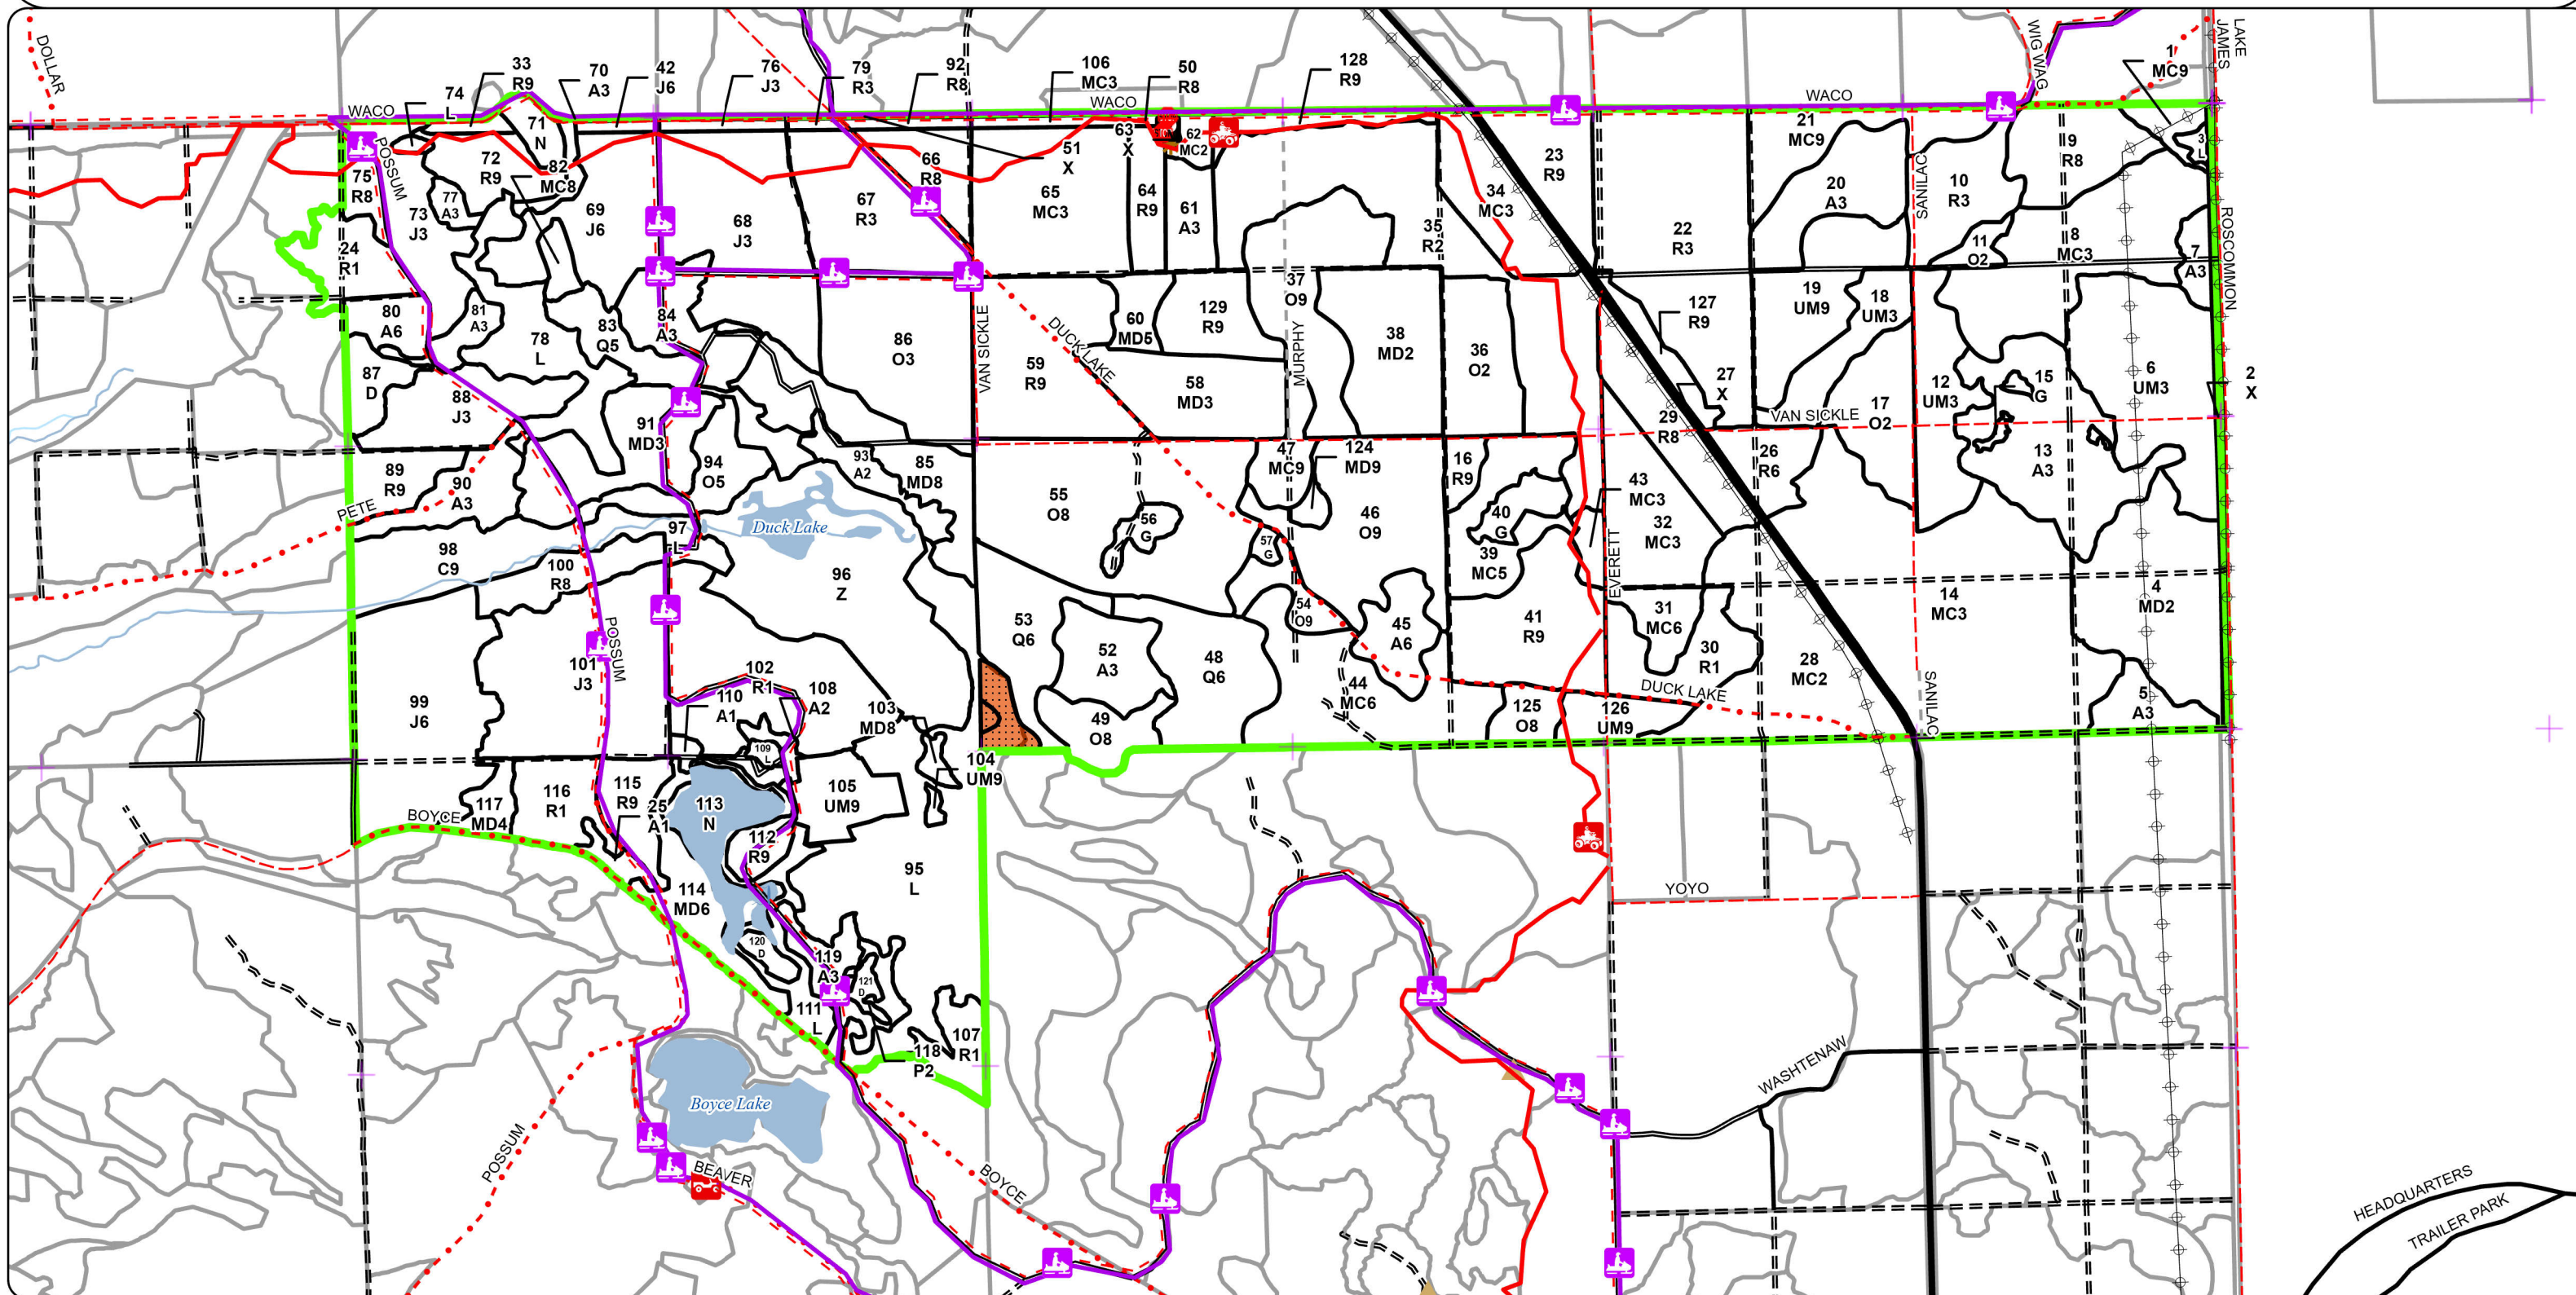 DOLLAR
WACO
74
L
33
R9
70
A3
42
J6
76
J3
79
R3
92
R8
106
MC3
WACO
50
R8
128
R9
WACO
WIG WAG
1
MC9
LAKE
JAMES
71
N
72
R9
82
MC8
POSSUM
75
R8
77
A3
73
J3
69
J6
68
J3
67
R3
66
R8
51
X
65
MC3
63
X
62
MC2
64
R9
61
A3
35
R2
34
MC3
23
R9
22
R3
21
MC9
20
A3
SANILAC
10
R3
9
R8
3
L
11
O2
8
MC3
7
A3
ROSCOMMON
24
R1
80
A6
81
A3
78
L
83
Q5
84
A3
86
O3
VAN SICKLE
59
R9
DUCK LAKE
60
MD5
129
R9
58
MD3
37
O9
MURPHY
38
MD2
36
O2
127
R9
19
UM9
18
UM3
27
X
29
R8
VAN SICKLE
17
O2
12
UM3
15
G
6
UM3
2
X
87
D
88
J3
91
MD3
94
O5
93
A2
85
MD8
89
R9
90
A3
PETE
47
MC9
124
MD9
16
R9
26
R6
13
A3
43
MC3
55
O8
56
G
57
G
46
O9
40
G
39
MC5
32
MC3
EVERETT
Duck Lake
97
L
98
C9
100
R8
96
Z
53
Q6
52
A3
48
Q6
54
O9
45
A6
41
R9
31
MC6
30
R1
28
MC2
14
MC3
4
MD2
5
A3
POSSUM
101
J3
99
J6
102
R1
110
A1
108
A2
103
MD8
49
O8
44
MC6
125
O8
126
UM9
DUCK LAKE
SANILAC
109
L
104
UM9
105
UM9
113
N
112
R9
25
A1
115
R9
116
R1
117
MD4
BOYCE
114
MD6
95
L
YOYO
120
D
119
A3
121
D
111
L
118
P2
107
R1
WASHTENAW
Boyce Lake
POSSUM
BEAVER
BOYCE
HEADQUARTERS
TRAILER PARK